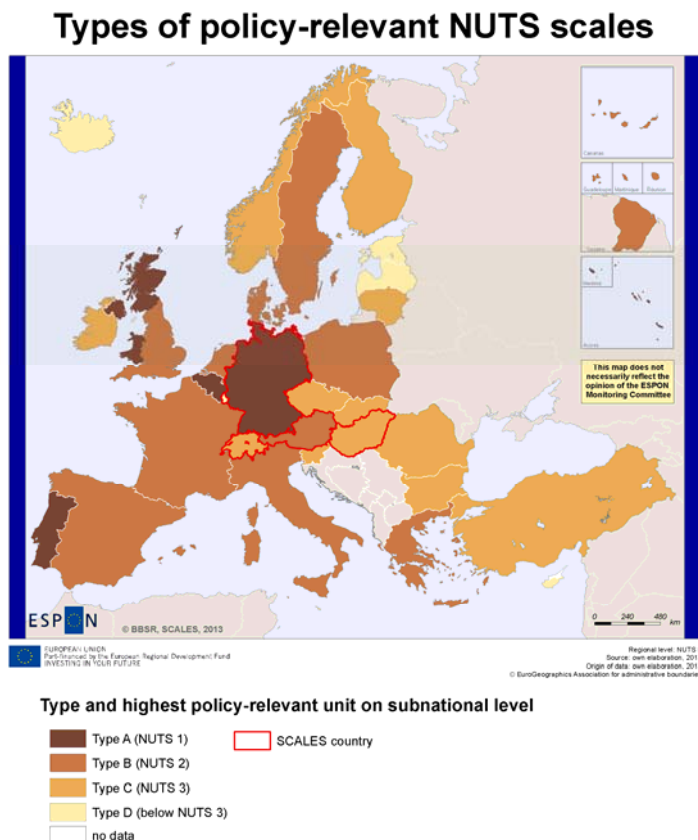 Types of policy-relevant NUTS scales
Canarias
Guadeloupe Martinique Réunion
Guyane
Madeira
Acores
This map does not
necessarily reflect the
opinion of the ESPON
Monitoring Committee
ESPON
© BBSR, SCALES, 2013
0 240 480
km
EUROPEAN UNION
Part-financed by the European Regional Development Fund
INVESTING IN YOUR FUTURE
Regional level: NUTS
Source: own elaboration, 201
Origin of data: own elaboration, 201
© EuroGeographics Association for administrative boundarie
Type and highest policy-relevant unit on subnational level
Type A (NUTS 1)
SCALES country
Type B (NUTS 2)
Type C (NUTS 3)
Type D (below NUTS 3)
no data